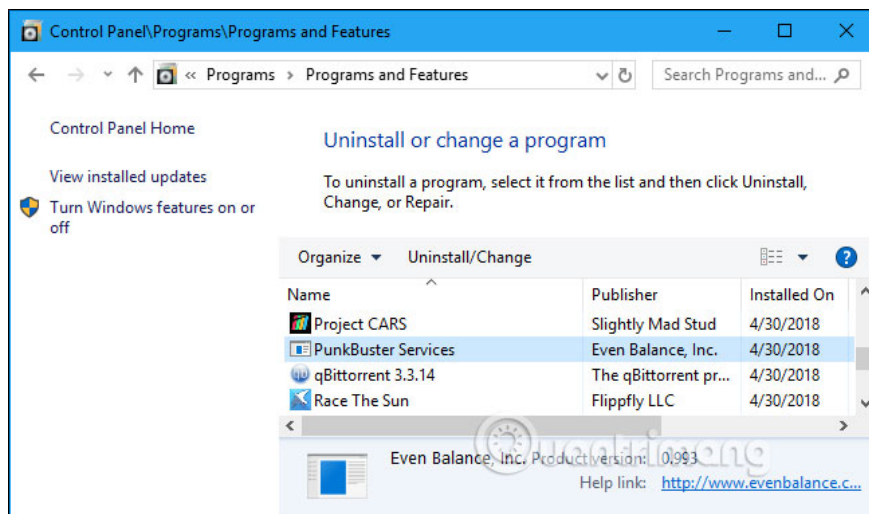 Control Panel\Programs\Programs and Features
« Programs > Programs and Features
Search Programs and...
Control Panel Home
View installed updates
Turn Windows features on or
off
Uninstall or change a program
To uninstall a program, select it from the list and then click Uninstall,
Change, or Repair.
Organize Uninstall/Change
Name Publisher Installed On
Project CARS Slightly Mad Stud 4/30/2018
PunkBuster Services Even Balance, Inc. 4/30/2018
qBittorrent 3.3.14 The qBittorrent pr... 4/30/2018
Race The Sun Flippfly LLC 4/30/2018
Quantrimang
Even Balance, Inc. Product version: 0.993
Help link: http://www.evenbalance.c...